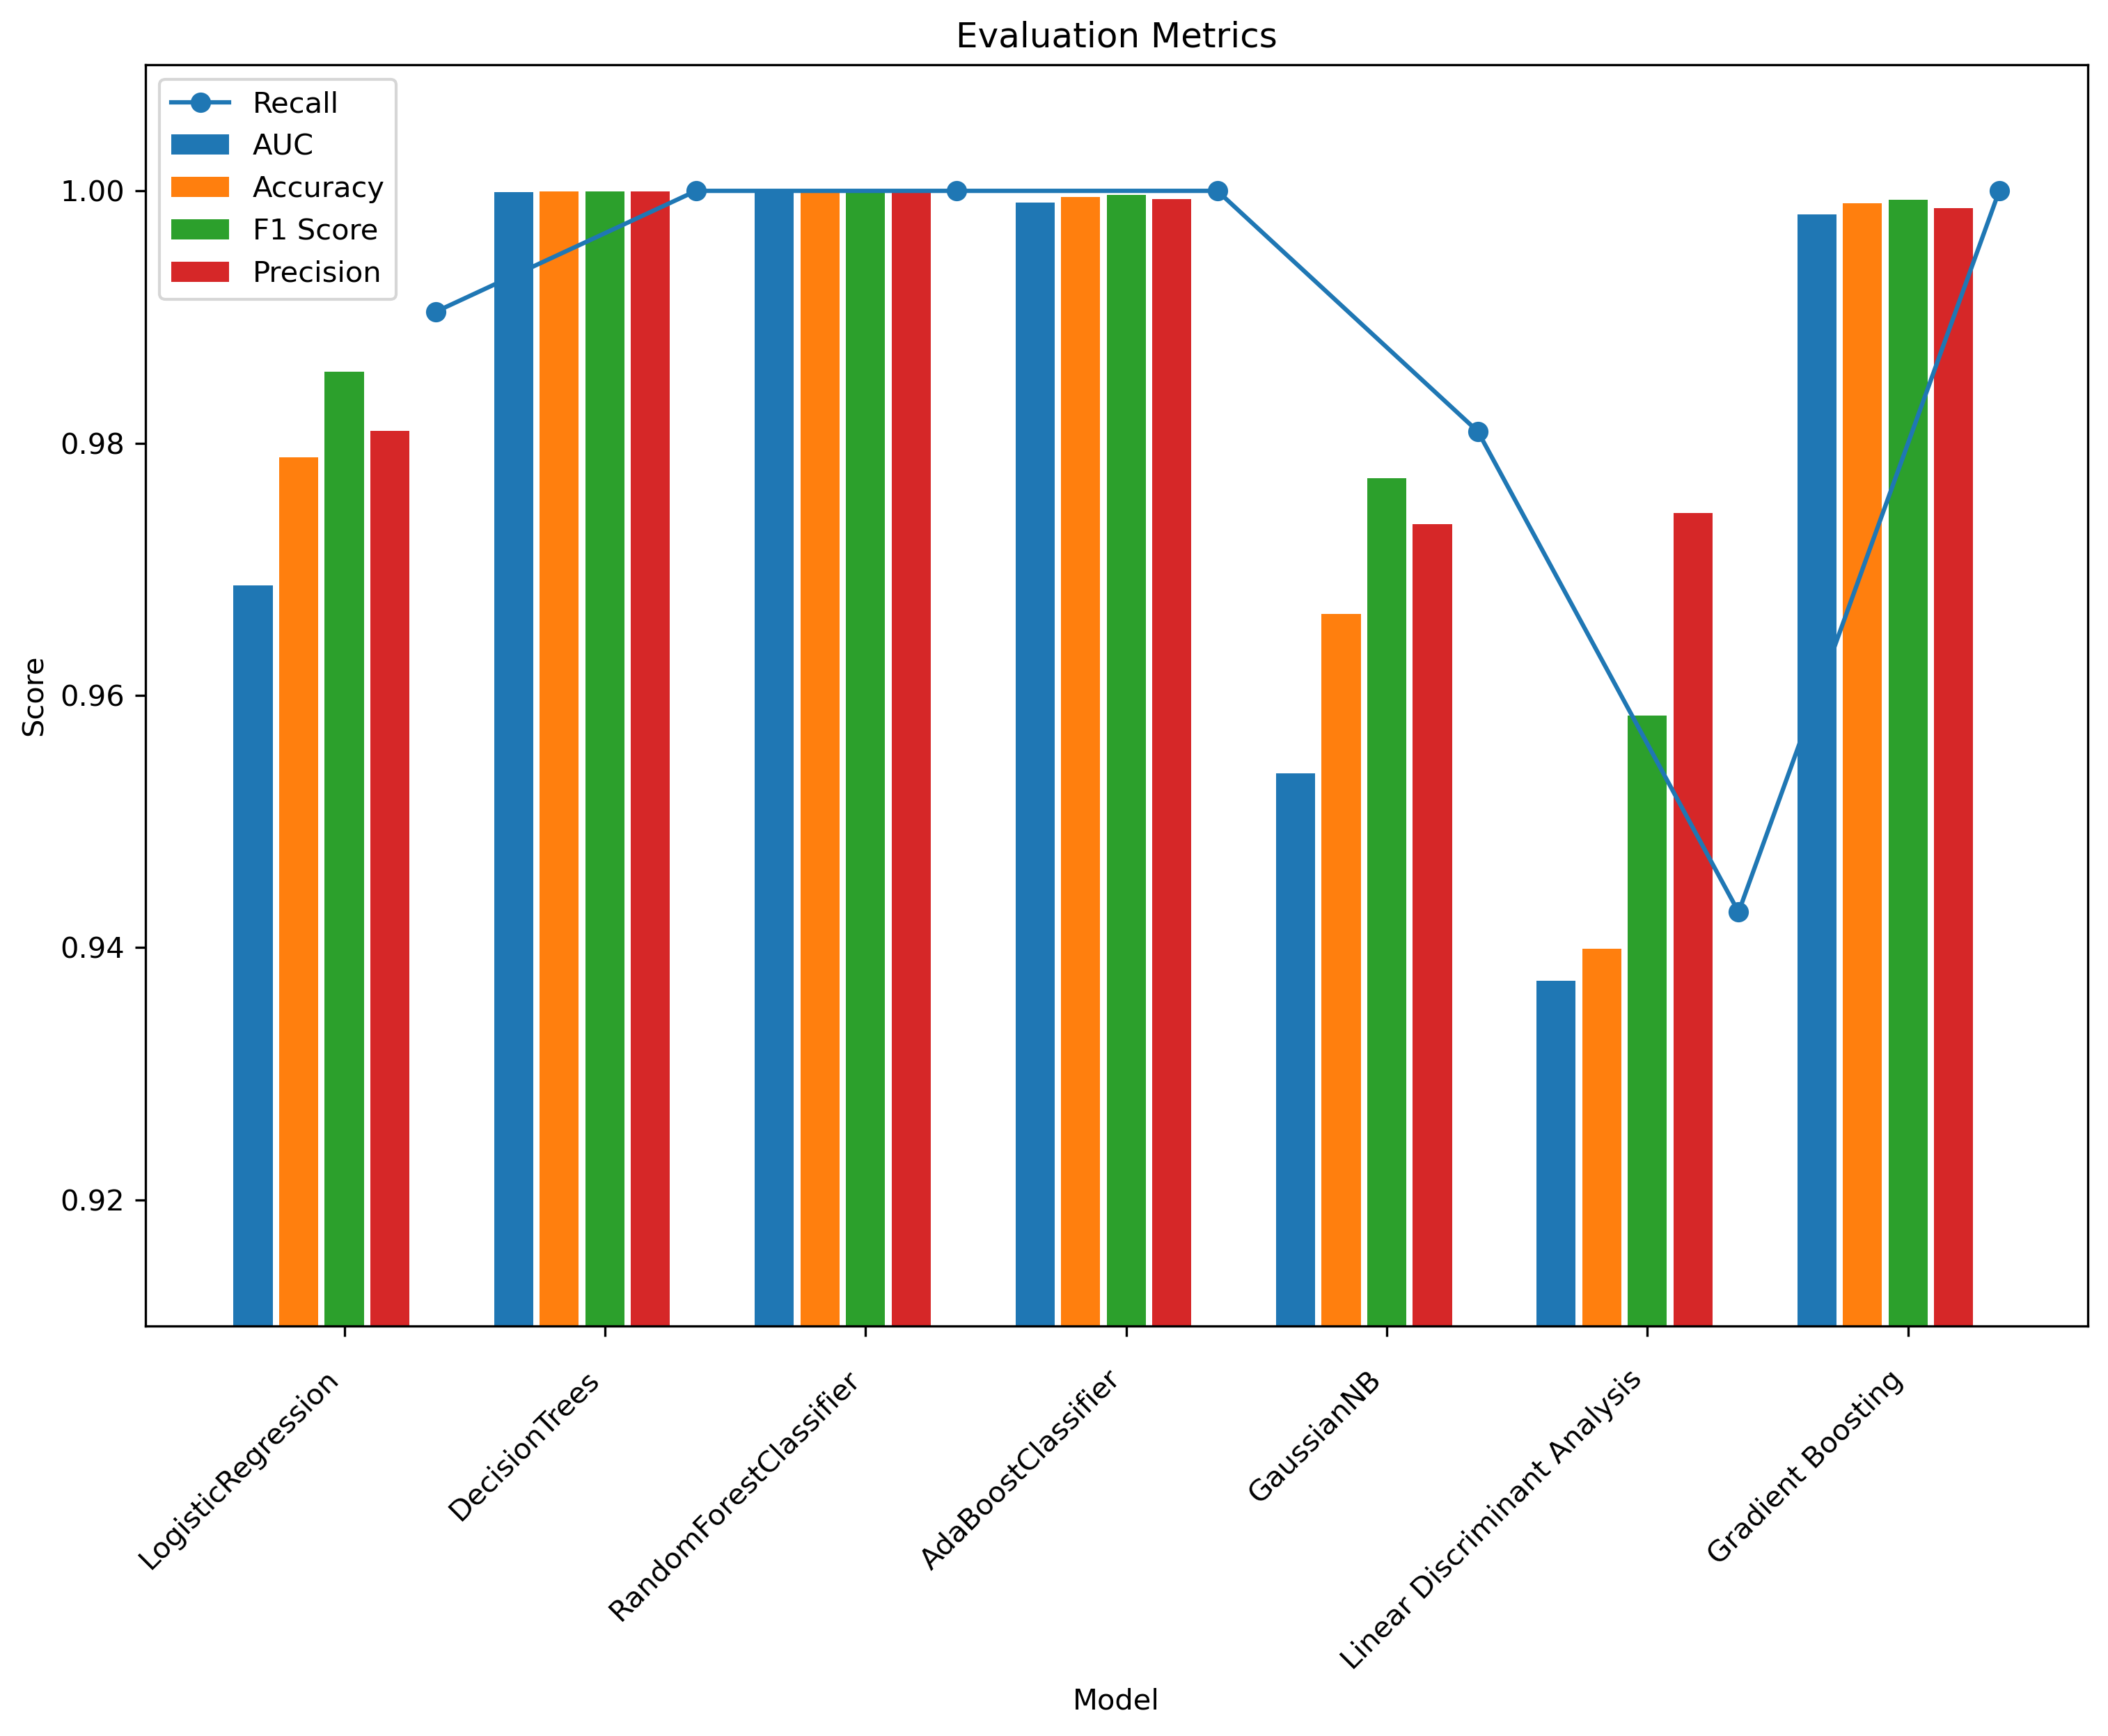 Evaluation Metrics
Recall
AUC
Accuracy
F1 Score
Precision
1.00
0.98
0.96
0.94
0.92
Score
LogisticRegression
DecisionTrees
RandomForestClassifier
AdaBoostClassifier
GaussianNB
Linear Discriminant Analysis
Gradient Boosting
Model